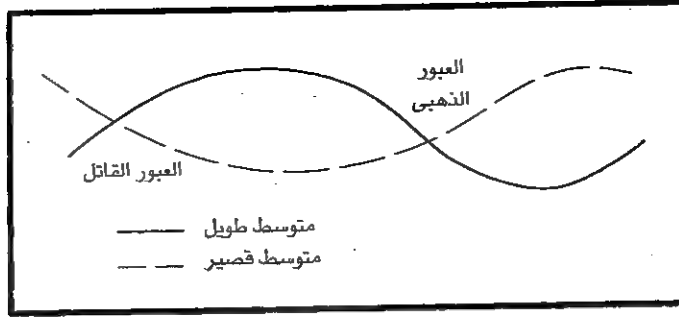 العبور
الذهبى
العبور القاتل
متوسط طويل
متوسط قصير